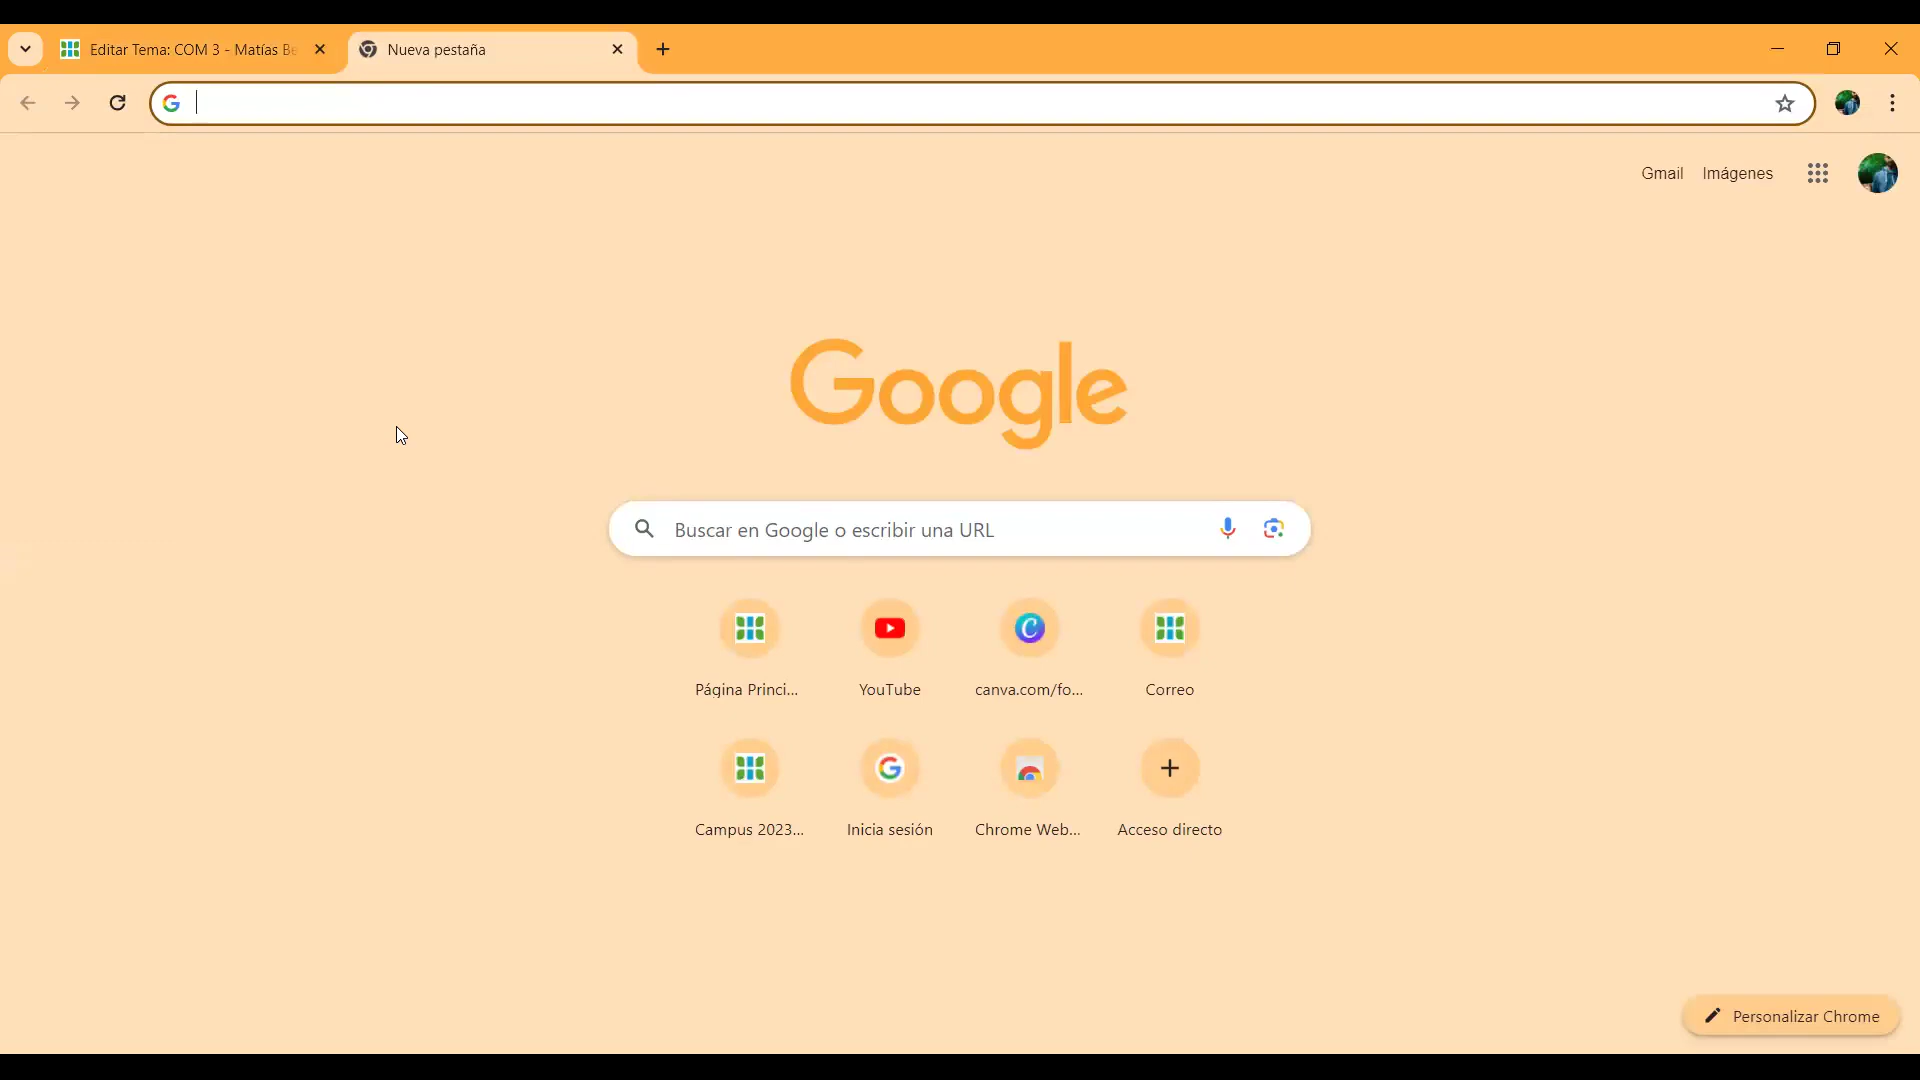 Editar Tema: COM 3 - Matías Be
Nueva pestaña
Gmail
Imágenes
Google
Buscar en Google o escribir una URL
Página Princi...
YouTube
canva.com/fo...
Correo
Campus 2023...
Inicia sesión
Chrome Web...
Acceso directo
Personalizar Chrome